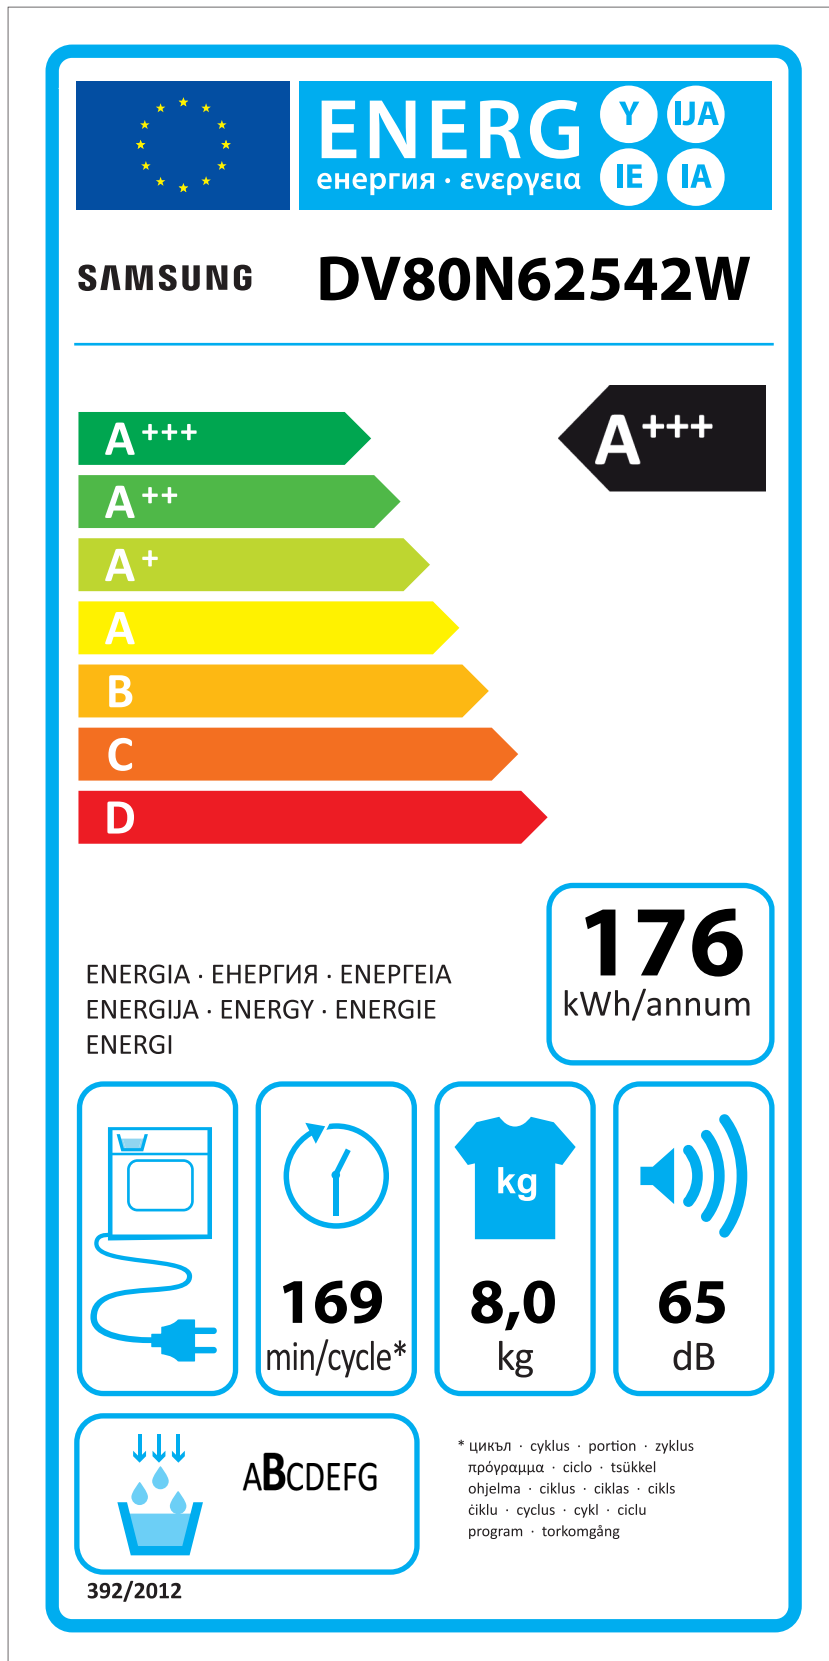 ENERG Y IJA
енергия · ενεργεια IE IA
SAMSUNG DV80N62542W
A+++ A+++
A++
A+
A
B
C
D
176
kWh/annum
ENERGIA · ЕНЕРГИЯ · ΕΝΕΡΓΕΙΑ
ENERGIJA · ENERGY · ENERGIE
ENERGI
kg
169 8,0 65
min/cycle* kg dB
ABCDEFG
* цикъл · cyklus · portion · zyklus
πρόγραμμα · ciclo · tsükkel
ohjelma · ciklus · ciklas · cikls
ċiklu · cyclus · cykl · ciclu
program · torkomgång
392/2012